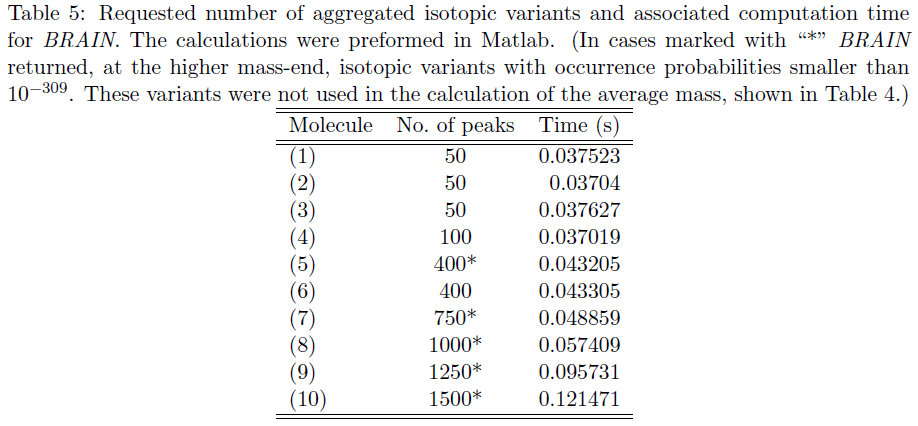 Table 5: Requested number of aggregated isotopic variants and associated computation time
for BRAIN. The calculations were preformed in Matlab. (In cases marked with “*” BRAIN
returned, at the higher mass-end, isotopic variants with occurrence probabilities smaller than
10⁻³⁰⁹. These variants were not used in the calculation of the average mass, shown in Table 4.)
Molecule No. of peaks Time (s)
(1) 50 0.037523
(2) 50 0.03704
(3) 50 0.037627
(4) 100 0.037019
(5) 400* 0.043205
(6) 400 0.043305
(7) 750* 0.048859
(8) 1000* 0.057409
(9) 1250* 0.095731
(10) 1500* 0.121471